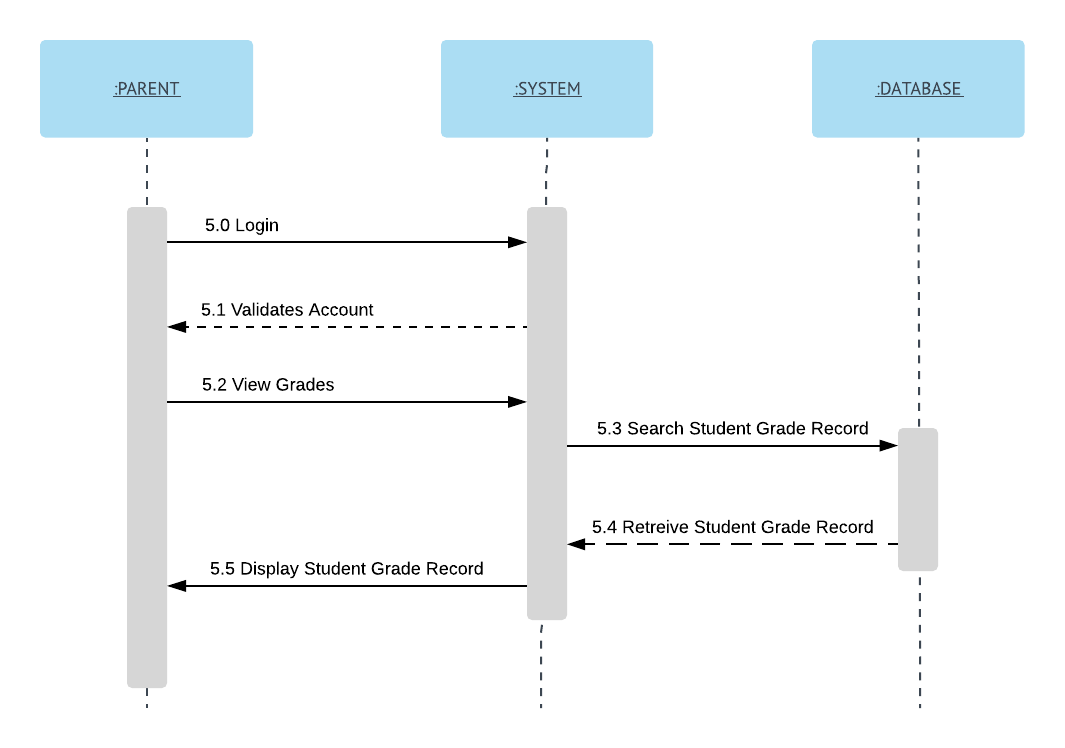 :PARENT
:SYSTEM
:DATABASE
5.0 Login
5.1 Validates Account
5.2 View Grades
5.3 Search Student Grade Record
5.4 Retreive Student Grade Record
5.5 Display Student Grade Record